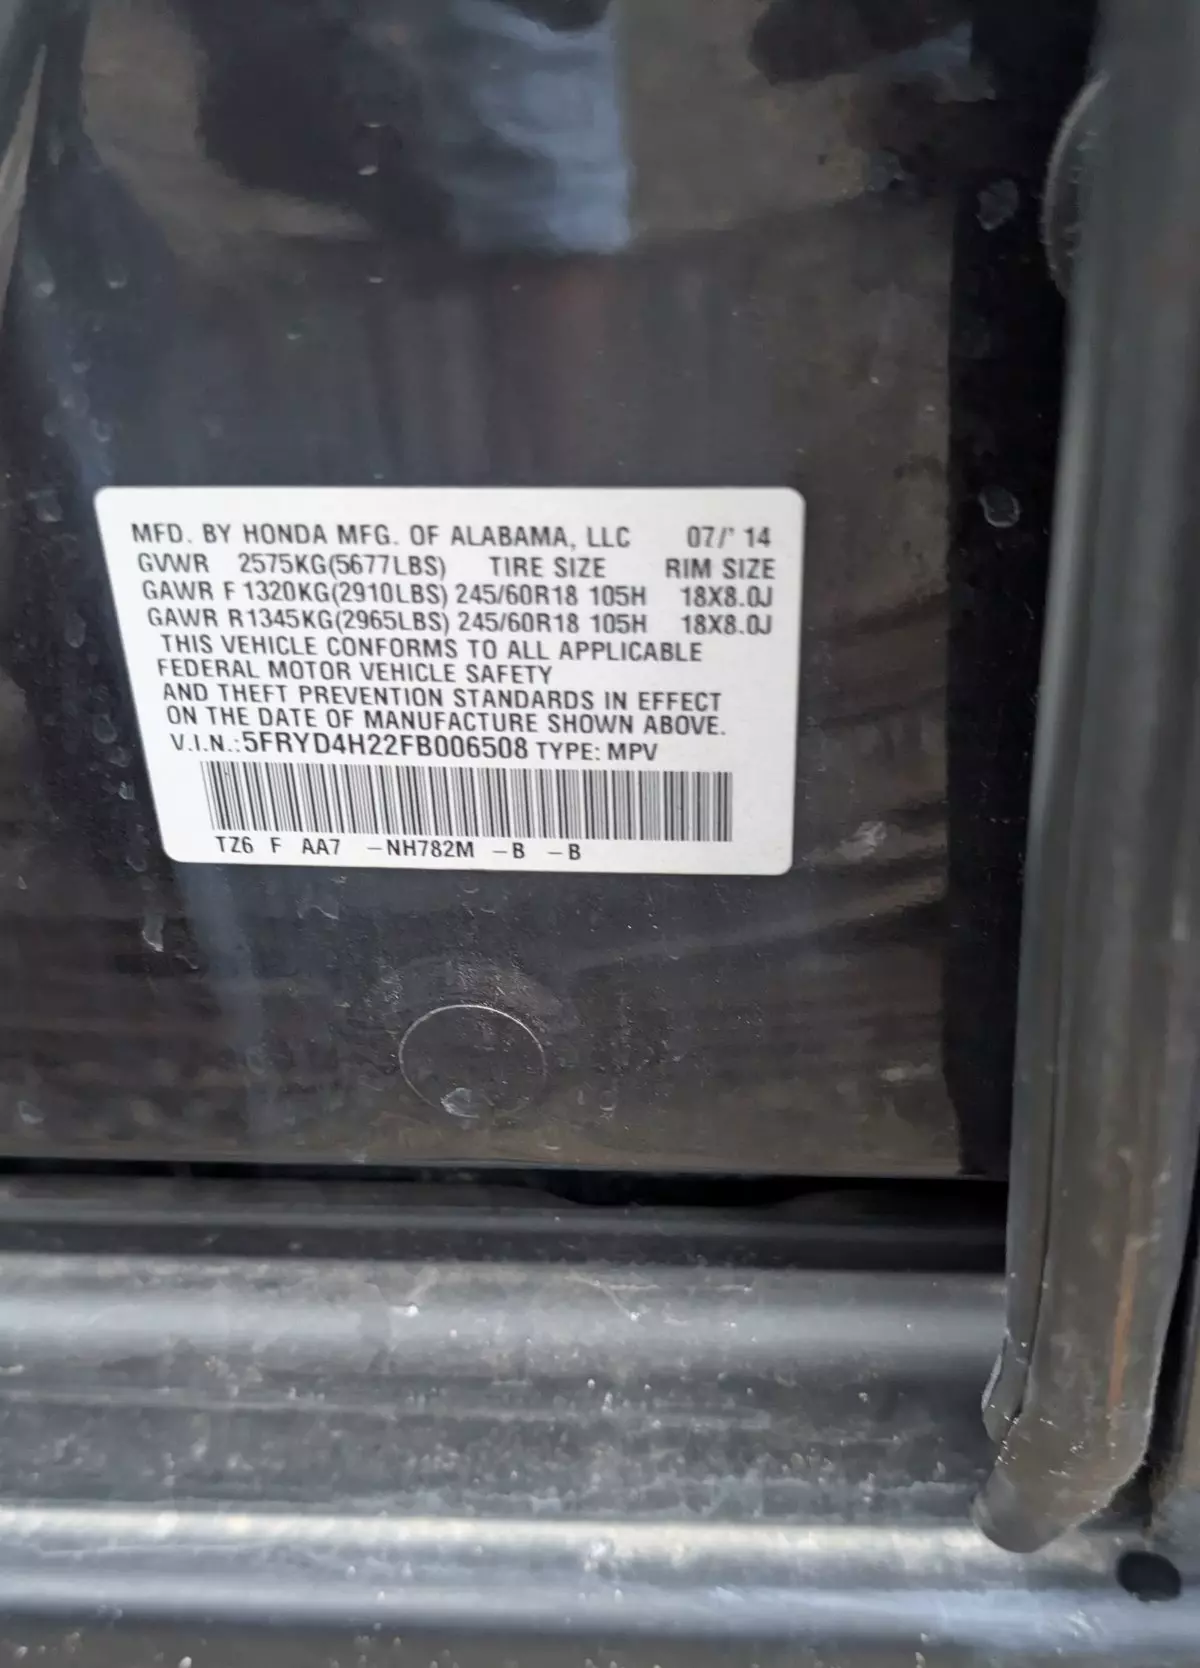 MFD. BY HONDA MFG. OF ALABAMA, LLC 07/' 14
GVWR 2575KG(5677LBS) TIRE SIZE RIM SIZE
GAWR F 1320KG(2910LBS) 245/60R18 105H 18X8.0J
GAWR R1345KG(2965LBS) 245/60R18 105H 18X8.0J
THIS VEHICLE CONFORMS TO ALL APPLICABLE
FEDERAL MOTOR VEHICLE SAFETY
AND THEFT PREVENTION STANDARDS IN EFFECT
ON THE DATE OF MANUFACTURE SHOWN ABOVE.
V.I.N.:5FRYD4H22FB006508 TYPE: MPV
TZ6 F AA7 -NH782M -B -B